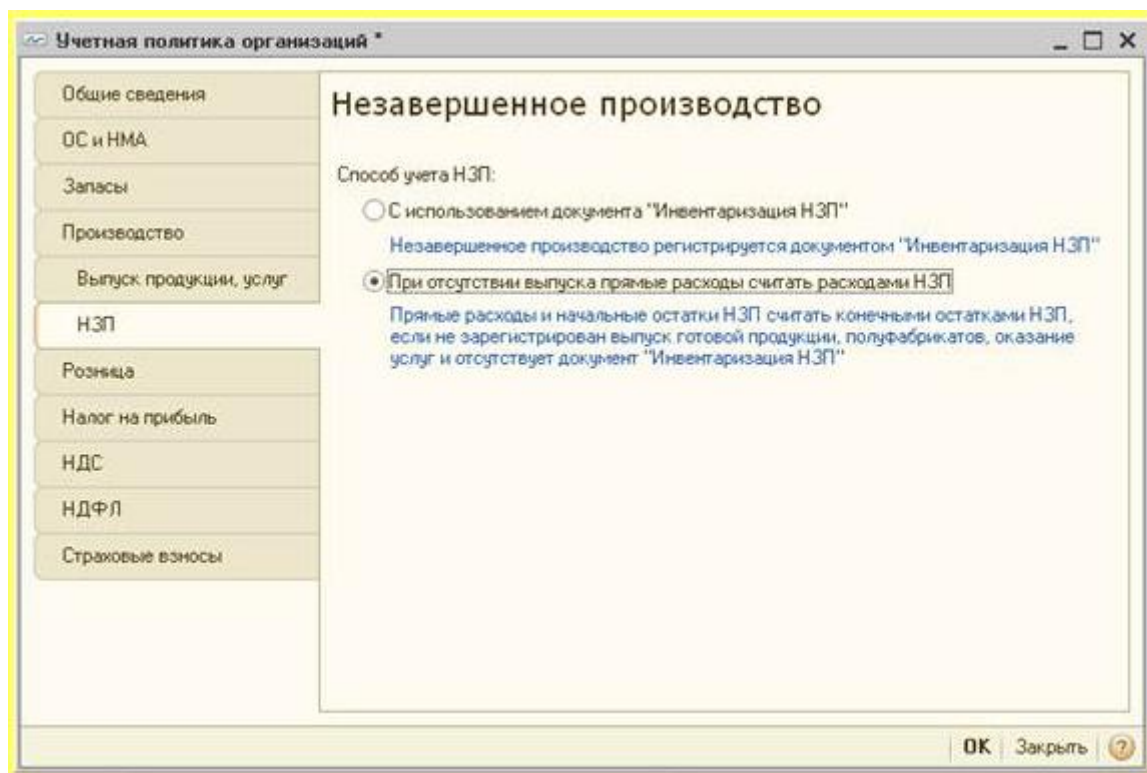 Учетная политика организаций *
Общие сведения
ОС и НМА
Запасы
Производство
Выпуск продукции, услуг
НЗП
Розница
Налог на прибыль
НДС
НДФЛ
Страховые взносы
Незавершенное производство
Способ учета НЗП:
С использованием документа "Инвентаризация НЗП"
Незавершенное производство регистрируется документом "Инвентаризация НЗП"
При отсутствии выпуска прямые расходы считать расходами НЗП
Прямые расходы и начальные остатки НЗП считать конечными остатками НЗП,
если не зарегистрирован выпуск готовой продукции, полуфабрикатов, оказание
услуг и отсутствует документ "Инвентаризация НЗП"
OK Закрыть ?